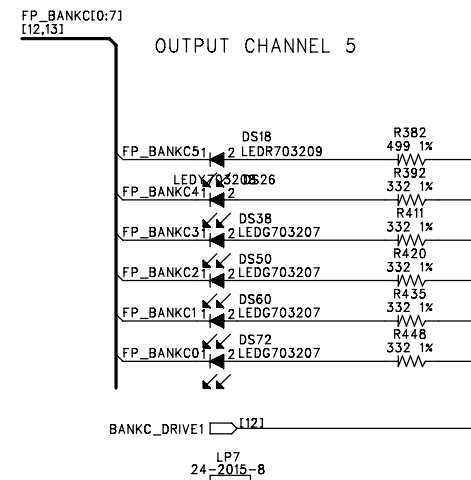 FP_BANKC[0:7]
[12,13]
OUTPUT CHANNEL 5
DS18
R382
FP_BANKC5 1 2 LEDR703209 499 1%
LEDY703208 DS26
R392
FP_BANKC4 1 2 332 1%
DS38
R411
FP_BANKC3 1 2 LEDG703207 332 1%
DS50
R420
FP_BANKC2 1 2 LEDG703207 332 1%
DS60
R435
FP_BANKC1 1 2 LEDG703207 332 1%
DS72
R448
FP_BANKC0 1 2 LEDG703207 332 1%
BANKC_DRIVE1 [12]
LP7
24-2015-8